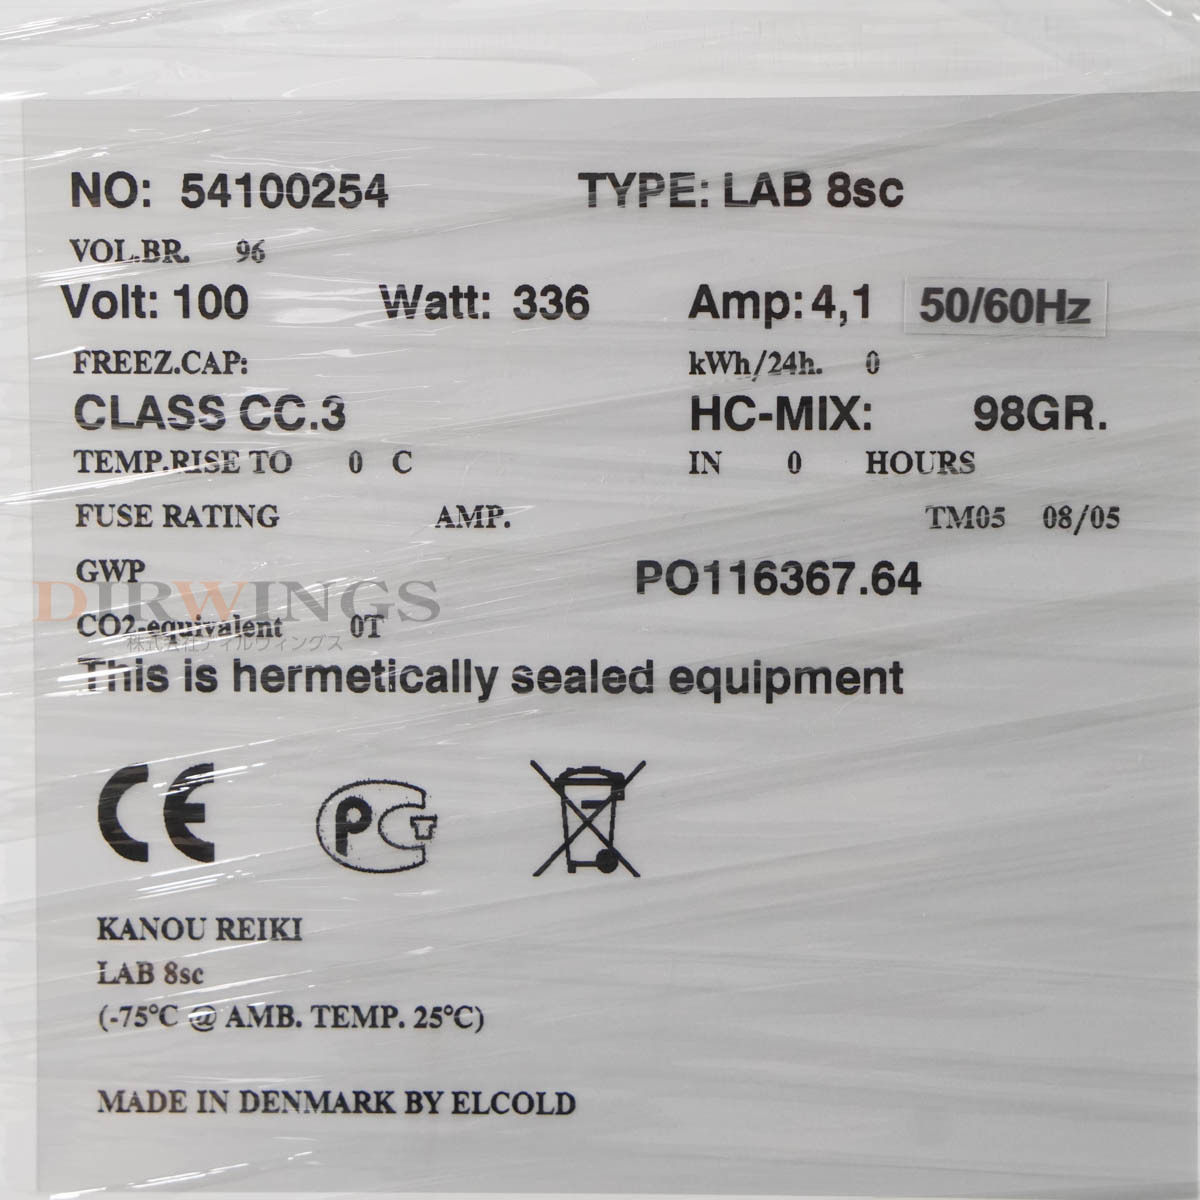 NO: 54100254 TYPE: LAB 8sc
VOL.BR. 96
Volt: 100 Watt: 336 Amp: 4,1 50/60Hz
FREEZ.CAP: kWh/24h. 0
CLASS CC.3 HC-MIX: 98GR.
TEMP.RISE TO 0 C IN 0 HOURS
FUSE RATING AMP. TM05 08/05
GWP PO116367.64
DIRWINGS
CO2-equivalent 0T
株式会社ディルウィングス
This is hermetically sealed equipment
CE PCT
KANOU REIKI
LAB 8sc
(-75°C @ AMB. TEMP. 25°C)
MADE IN DENMARK BY ELCOLD